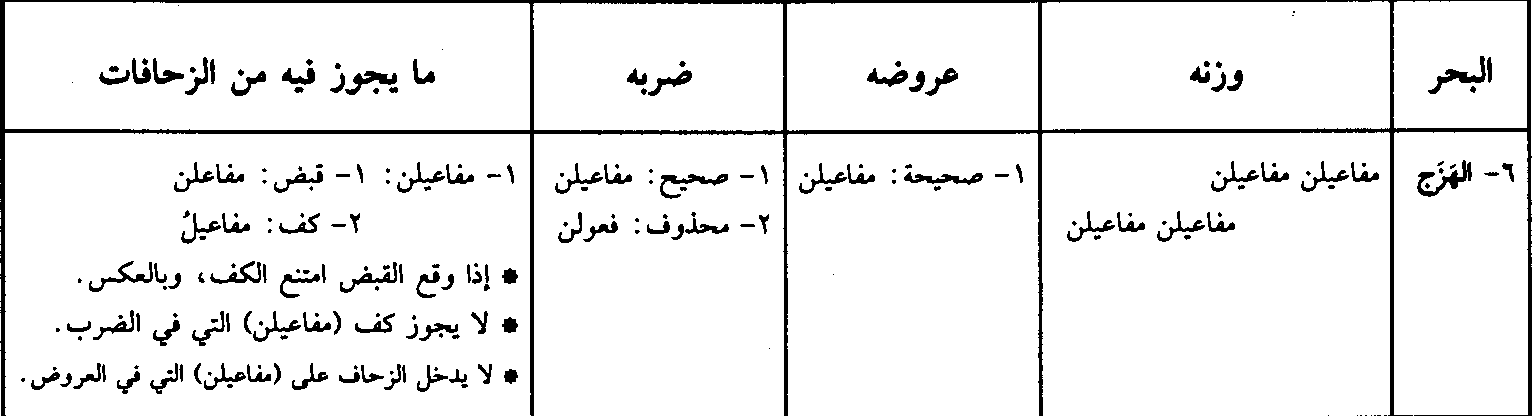 البحر
وزنه
عروضه
ضربه
ما يجوز فيه من الزحافات
٦- الهَزَج
مفاعيلن مفاعيلن
مفاعيلن مفاعيلن
١- صحيحة: مفاعيلن
١- صحيح: مفاعيلن
٢- محذوف: فعولن
١- مفاعيلن: ١- قبض: مفاعلن
٢- كف: مفاعيلُ
* إذا وقع القبض امتنع الكف، وبالعكس.
* لا يجوز كف (مفاعيلن) التي في الضرب.
* لا يدخل الزحاف على (مفاعيلن) التي في العروض.